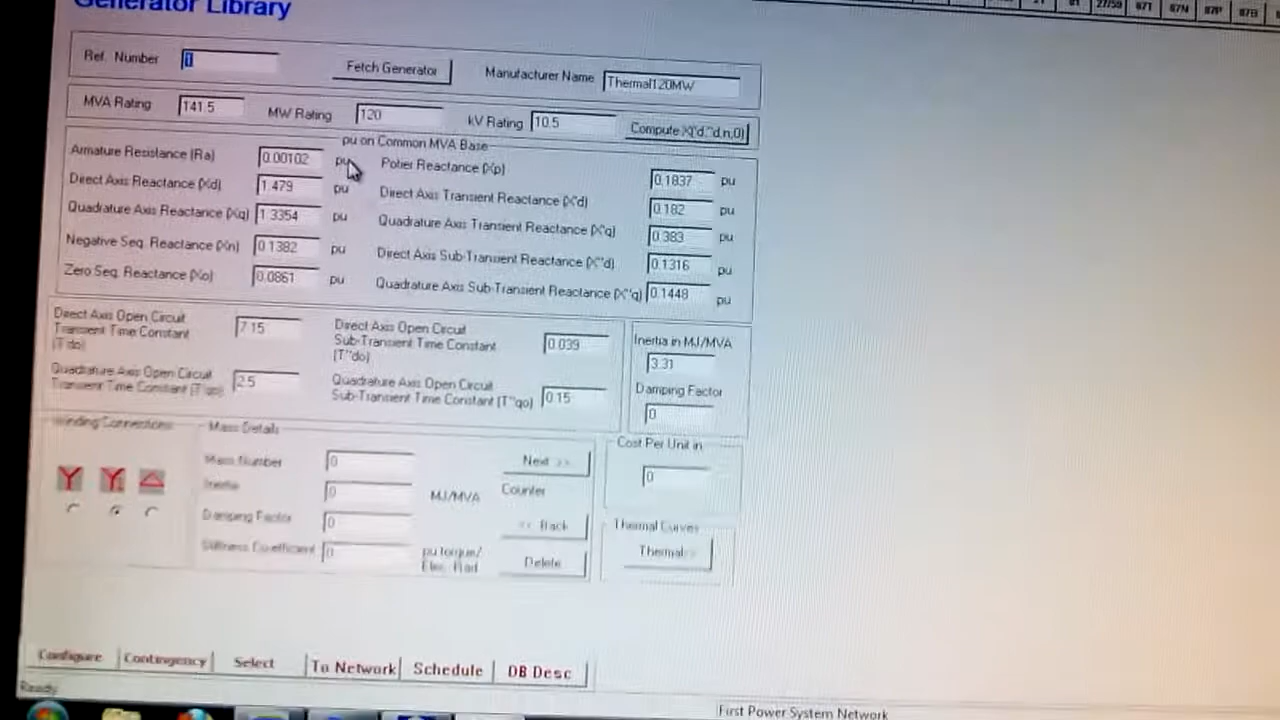 Generator Library
27/59 87T 87N 87P 87B
Ref. Number 1 Fetch Generator Manufacturer Name Thermal120MW
MVA Rating 141.5 MW Rating 120 kV Rating 10.5 Compute X('d,''d,n,0)
pu on Common MVA Base
Armature Resistance (Ra) 0.00102 pu Potier Reactance (Xp) 0.1837 pu
Direct Axis Reactance (Xd) 1.479 pu Direct Axis Transient Reactance (X'd) 0.182 pu
Quadrature Axis Reactance (Xq) 1.3354 pu Quadrature Axis Transient Reactance (X'q) 0.383 pu
Negative Seq. Reactance (Xn) 0.1382 pu Direct Axis Sub-Transient Reactance (X''d) 0.1316 pu
Zero Seq. Reactance (Xo) 0.0861 pu Quadrature Axis Sub-Transient Reactance (X''q) 0.1448 pu
Direct Axis Open Circuit
Transient Time Constant
(T'do)
7.15
Direct Axis Open Circuit
Sub-Transient Time Constant
(T''do)
0.039
Inertia in MJ/MVA
3.31
Quadrature Axis Open Circuit
Transient Time Constant (T'qo)
2.5
Quadrature Axis Open Circuit
Sub-Transient Time Constant (T''qo)
0.15
Damping Factor
0
Winding Connections
Mass Details
Mass Number 0 Next >>
Inertia 0 MJ/MVA Counter
Damping Factor 0 << Back
Stiffness Co-efficient 0 pu torque/
Elec. Rad
Delete
Cost Per Unit in
0
Thermal Curves
Thermal>>
Configure Contingency Select To Network Schedule DB Desc
Ready
First Power System Network